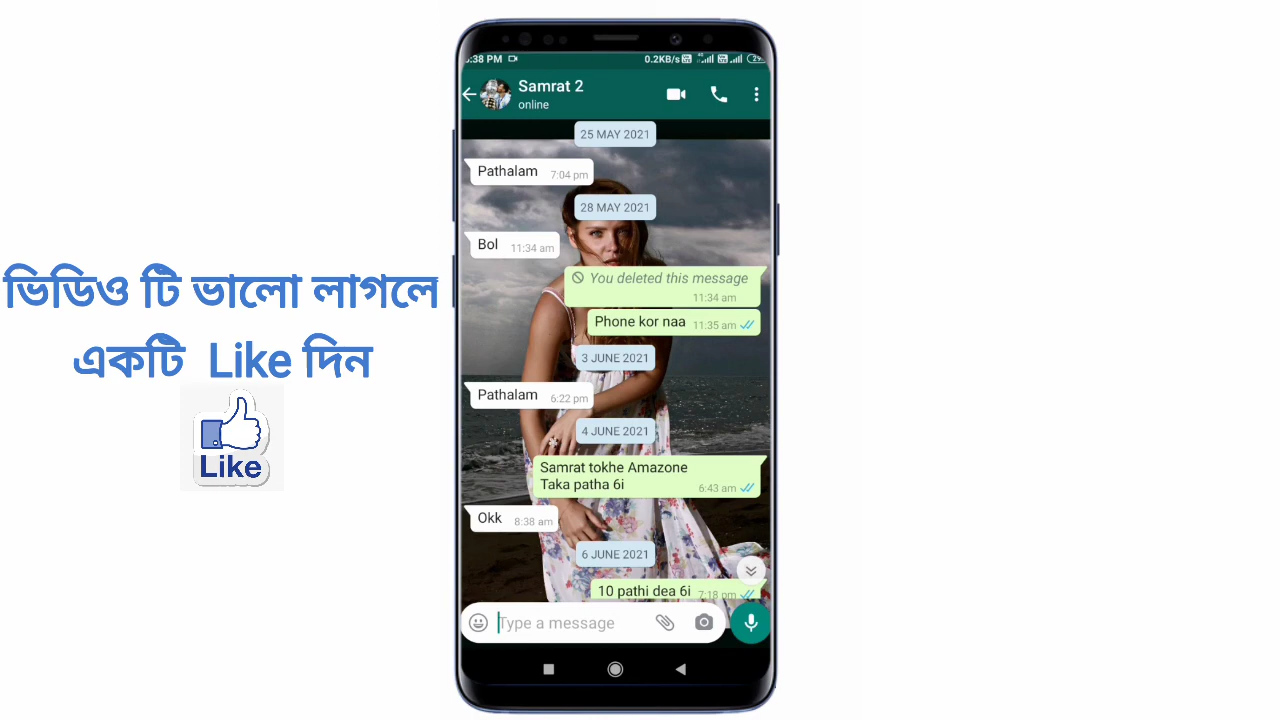 ভিডিও টি ভালো লাগলে
একটি Like দিন
Like
:38 PM 0.2KB/s
Samrat 2
online
25 MAY 2021
Pathalam 7:04 pm
28 MAY 2021
Bol 11:34 am
You deleted this message
11:34 am
Phone kor naa 11:35 am
3 JUNE 2021
Pathalam 6:22 pm
4 JUNE 2021
Samrat tokhe Amazone
Taka patha 6i 6:43 am
Okk 8:38 am
6 JUNE 2021
10 pathi dea 6i 7:18 pm
Type a message